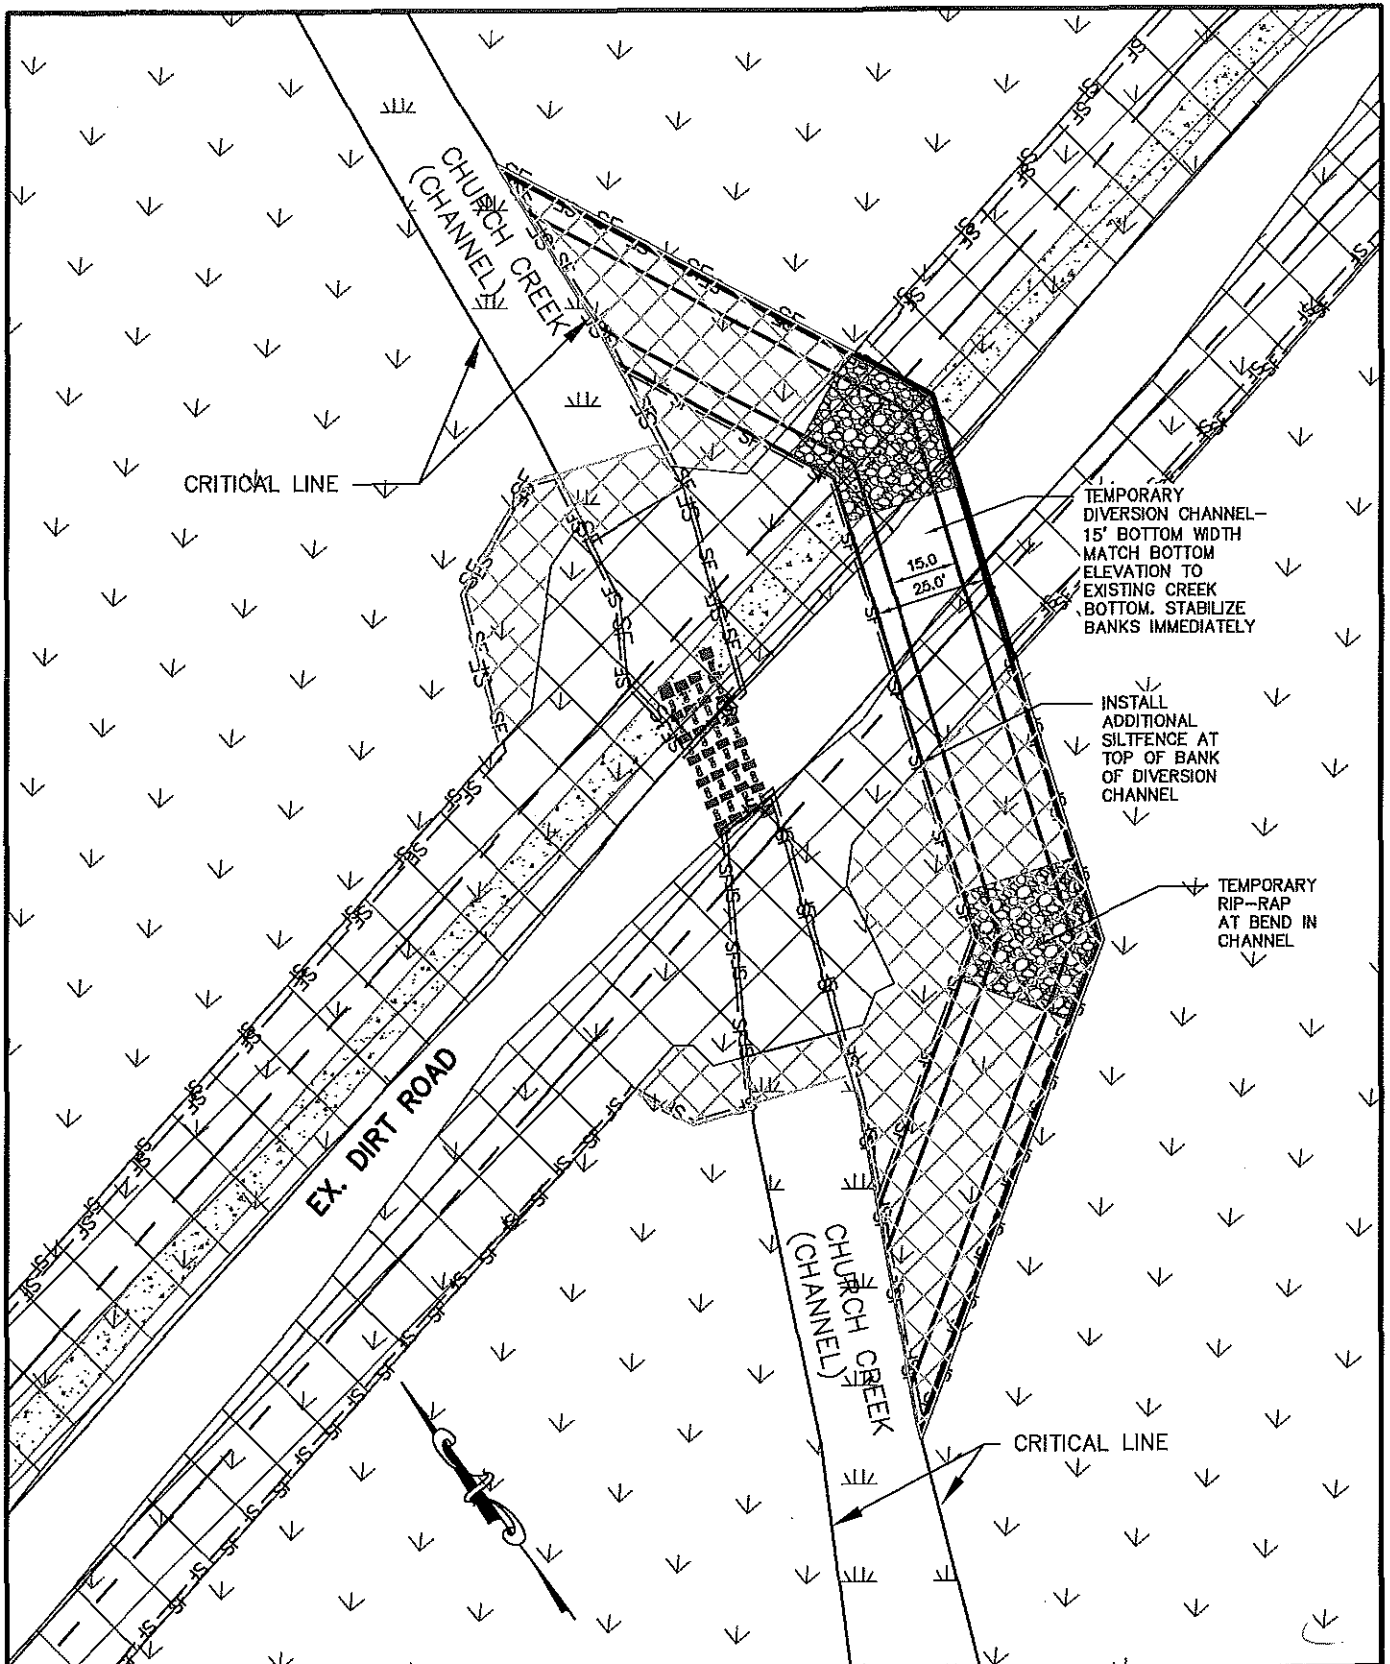 CHURCH CREEK
(CHANNEL)
CRITICAL LINE
TEMPORARY
DIVERSION CHANNEL-
15' BOTTOM WIDTH
MATCH BOTTOM
ELEVATION TO
EXISTING CREEK
BOTTOM. STABILIZE
BANKS IMMEDIATELY
15.0
25.0'
INSTALL
ADDITIONAL
SILTFENCE AT
TOP OF BANK
OF DIVERSION
CHANNEL
TEMPORARY
RIP-RAP
AT BEND IN
CHANNEL
EX. DIRT ROAD
CHURCH CREEK
(CHANNEL)
CRITICAL LINE